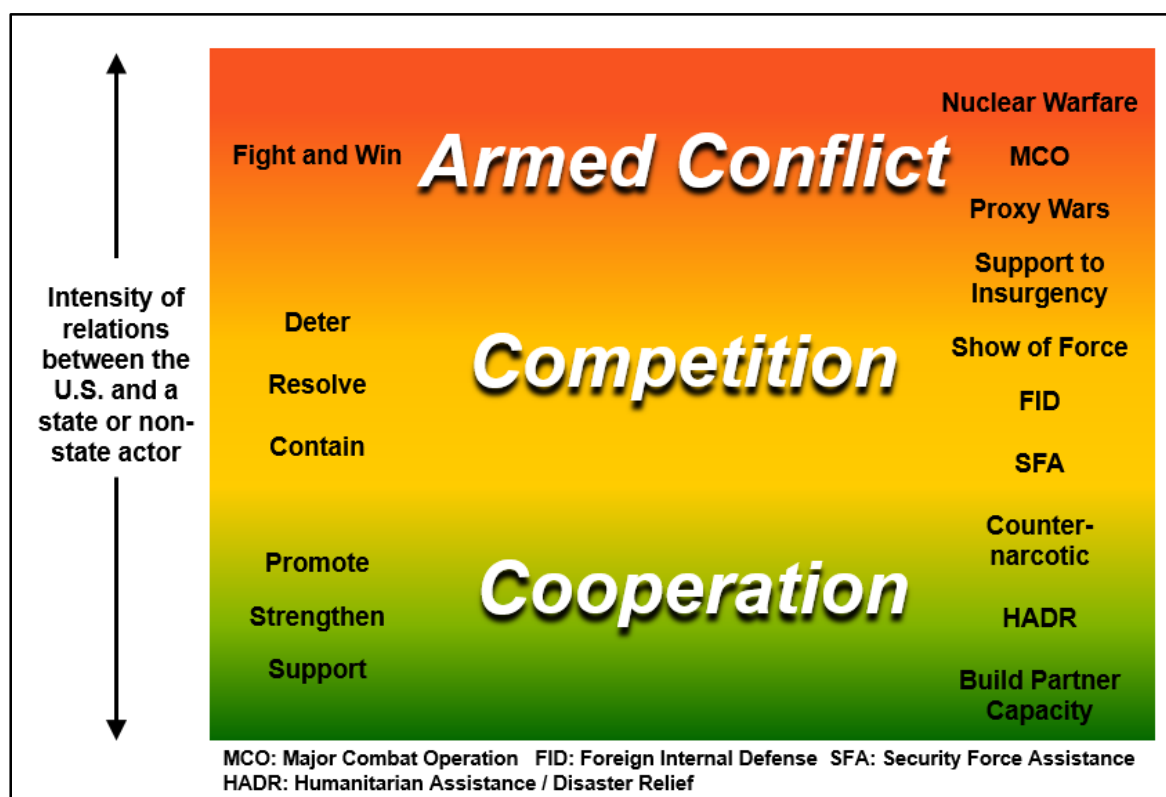 Intensity of
relations
between the
U.S. and a
state or non-
state actor
Fight and Win
Deter
Resolve
Contain
Promote
Strengthen
Support
Armed Conflict
Competition
Cooperation
Nuclear Warfare
MCO
Proxy Wars
Support to
Insurgency
Show of Force
FID
SFA
Counter-
narcotic
HADR
Build Partner
Capacity
MCO: Major Combat Operation FID: Foreign Internal Defense SFA: Security Force Assistance
HADR: Humanitarian Assistance / Disaster Relief